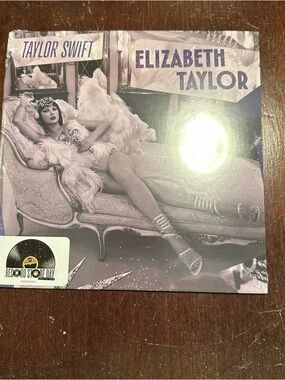 TAYLOR SWIFT
ELIZABETH
TAYLOR
RECORD STORE DAY